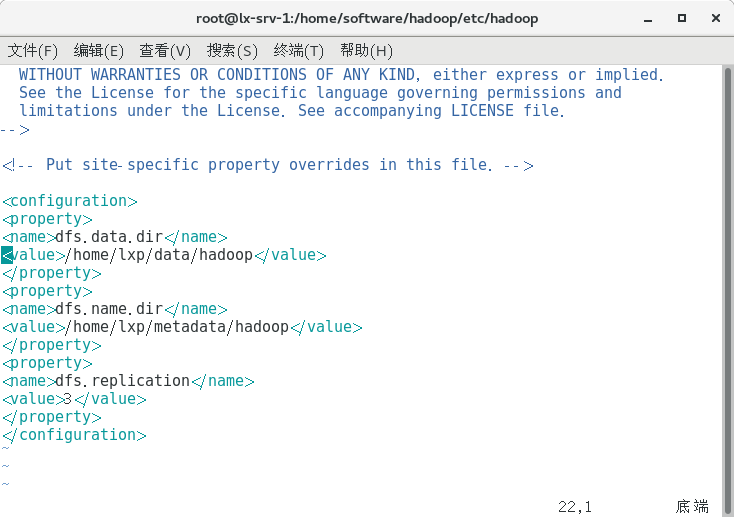 root@lx-srv-1:/home/software/hadoop/etc/hadoop
文件(F) 编辑(E) 查看(V) 搜索(S) 终端(T) 帮助(H)
WITHOUT WARRANTIES OR CONDITIONS OF ANY KIND, either express or implied.
See the License for the specific language governing permissions and
limitations under the License. See accompanying LICENSE file.
-->
<!-- Put site-specific property overrides in this file. -->
<configuration>
<property>
<name>dfs.data.dir</name>
<value>/home/lxp/data/hadoop</value>
</property>
<property>
<name>dfs.name.dir</name>
<value>/home/lxp/metadata/hadoop</value>
</property>
<property>
<name>dfs.replication</name>
<value>3</value>
</property>
</configuration>
~
~
~
22,1 底端